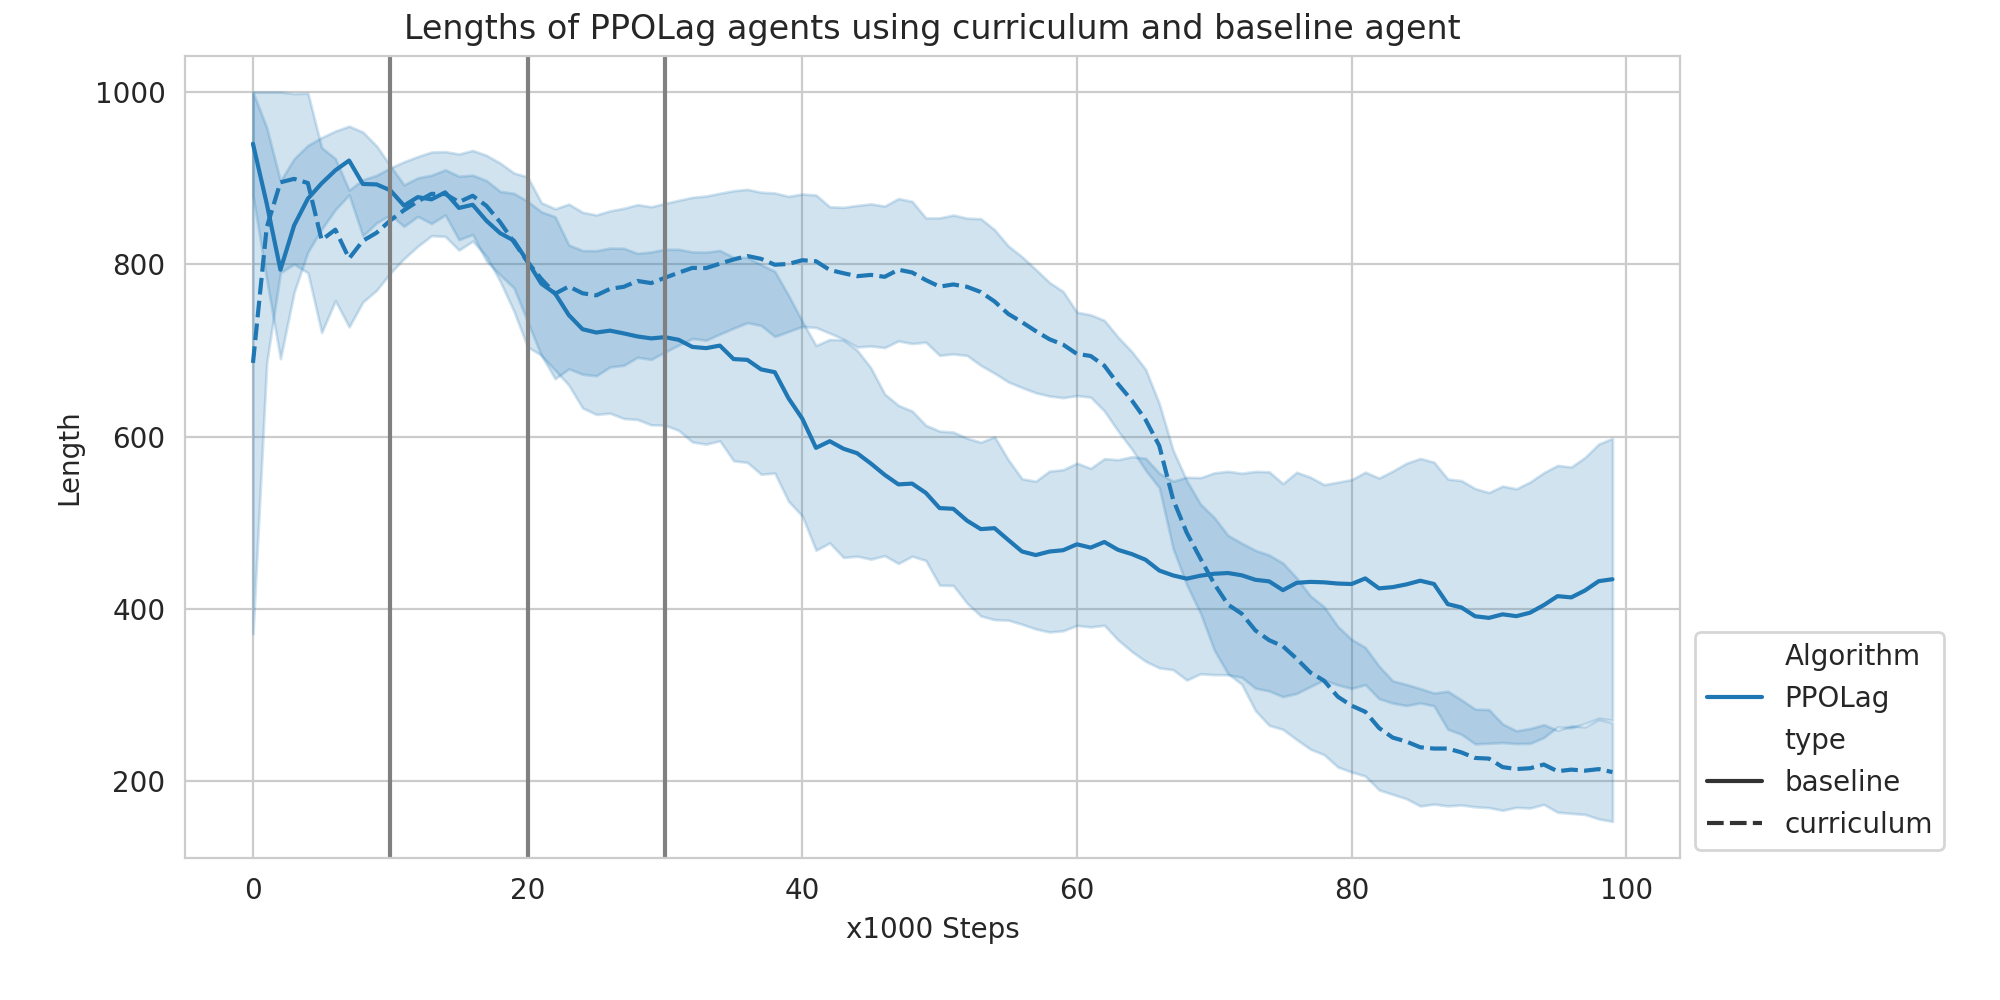 Lengths of PPOLag agents using curriculum and baseline agent
1000
800
600
400
200
Length
0 20 40 60 80 100
x1000 Steps
Algorithm
PPOLag
type
baseline
curriculum